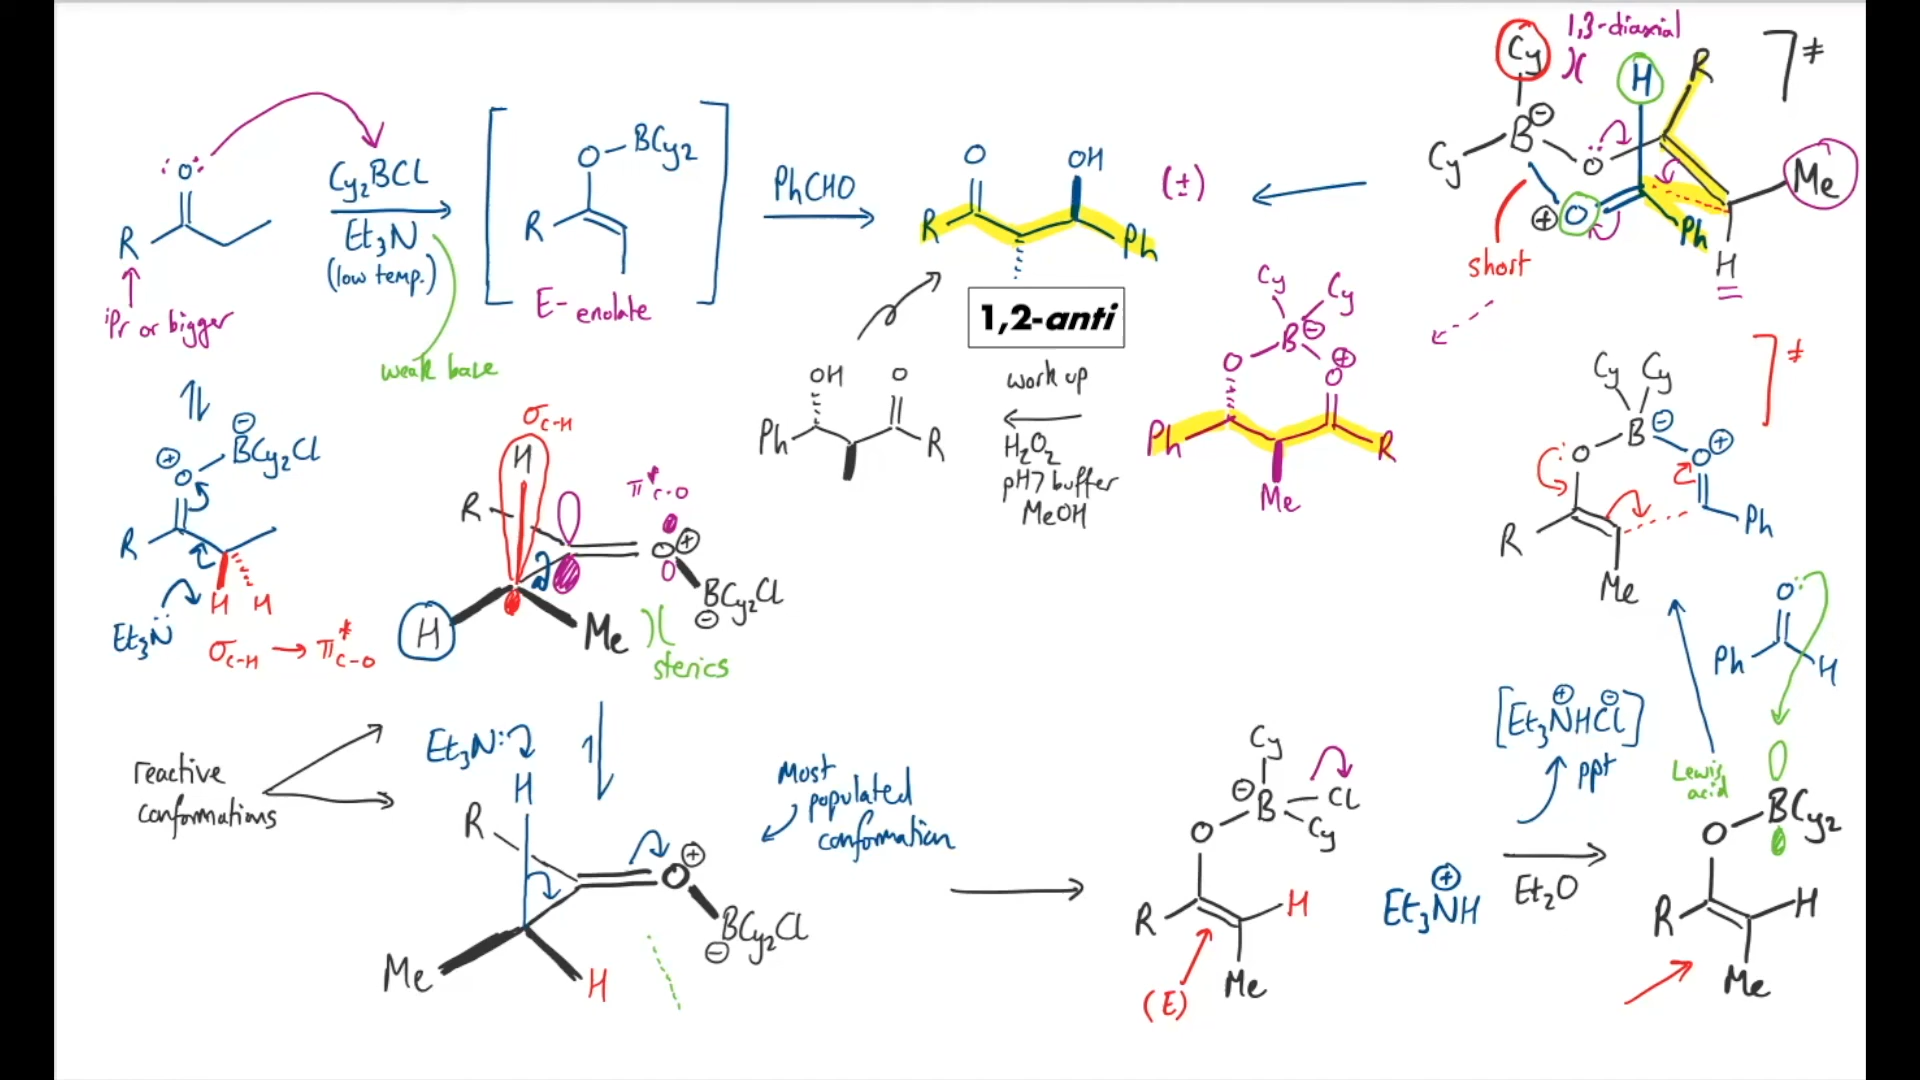 O
R
iPr or bigger
Cy₂BCl
Et₃N
(low temp.)
weak base
O
BCy₂
R
E-enolate
PhCHO
O
OH
R
Ph
(±)
1,2-anti
Cy
1,3-diaxial
H
R
⊖
B
Cy
O
Me
⊕
O
Ph
H
short
‡
Cy
Cy
B⊖
⊕
O
O
Ph
R
Me
work up
H₂O₂
pH7 buffer
MeOH
OH
O
Ph
R
‡
Cy
Cy
B⊖
⊕
O
O
R
Ph
Me
⊖
BCy₂Cl
⊕
O
R
H
H
Et₃N:
σC-H → π*C-O
σC-H
H
R
π*C-O
O⊕
BCy₂Cl
⊖
H
Me
sterics
O
Ph
H
reactive
conformations
Et₃N:
H
R
O⊕
BCy₂Cl
⊖
Me
H
Most
populated
conformation
Cy
⊖
B
Cl
Cy
O
R
H
Me
(E)
⊕
Et₃NH
[Et₃N⊕HCl⊖]
ppt
Et₂O
Lewis
acid
BCy₂
O
R
H
Me